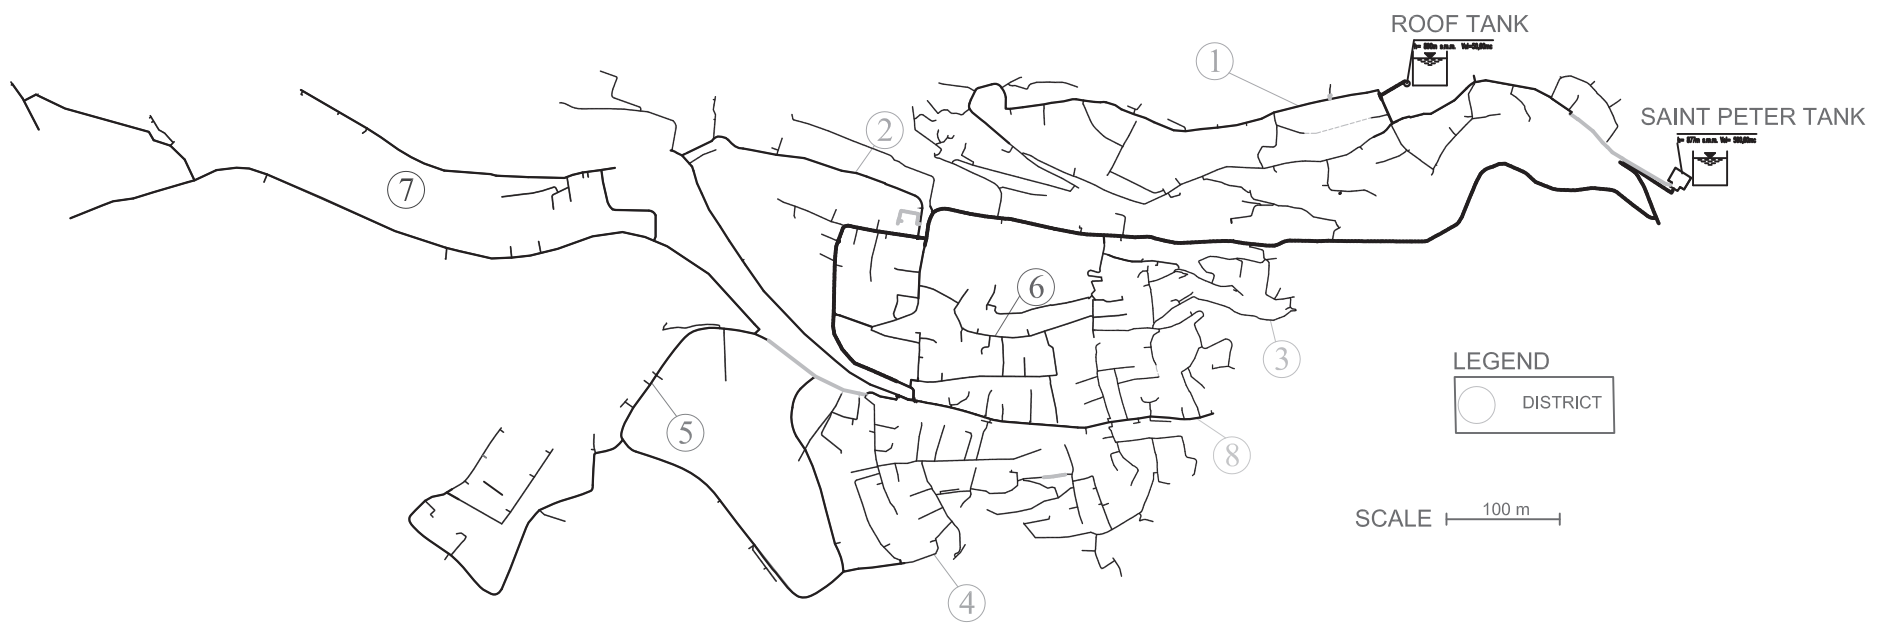 ROOF TANK
1
SAINT PETER TANK
2
7
6
3
LEGEND
DISTRICT
5
8
SCALE
100 m
4